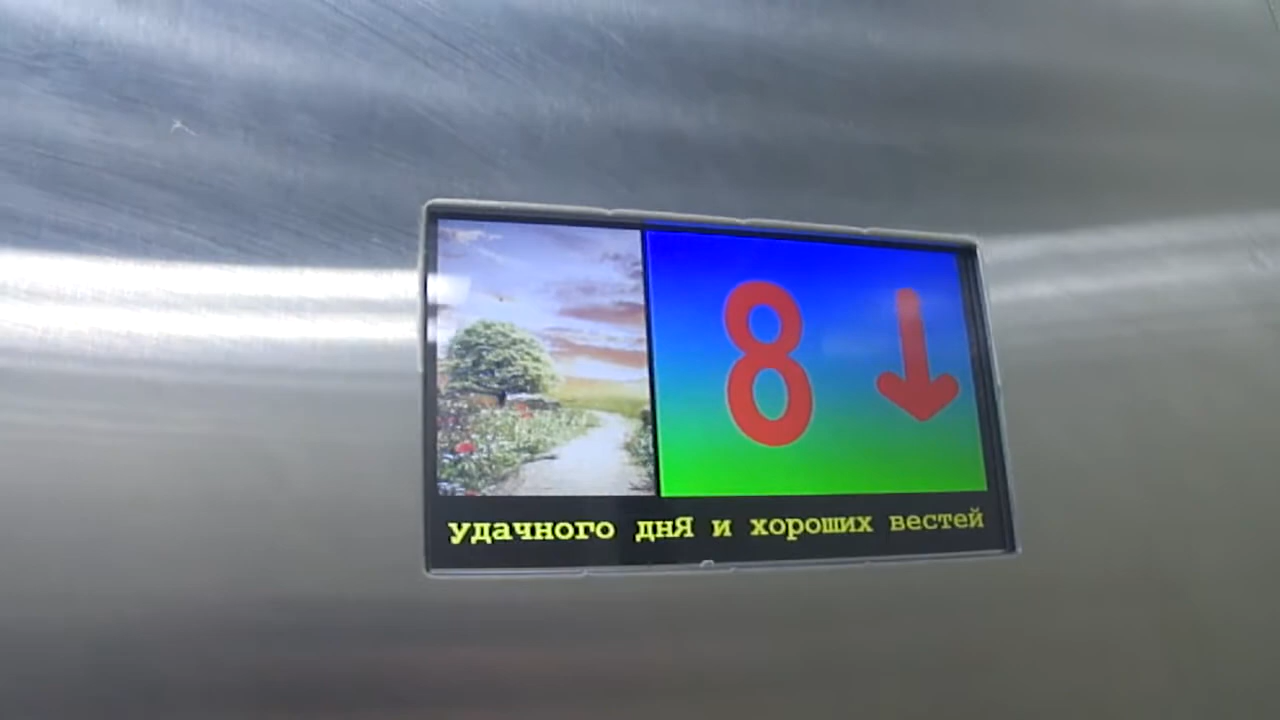 8 ↓
удачного днЯ и хороших вестей